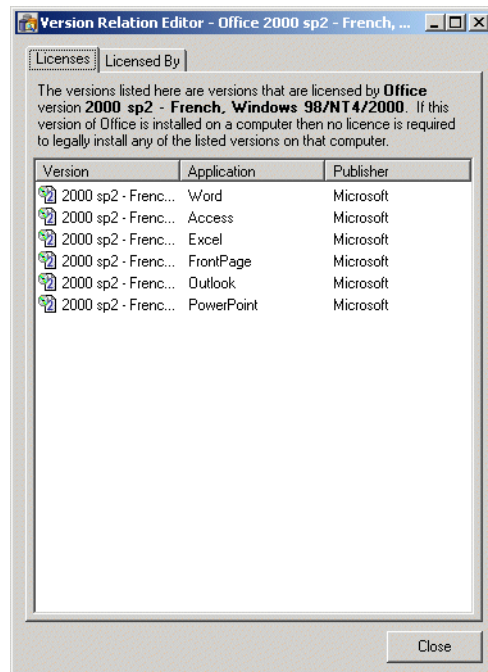 Version Relation Editor - Office 2000 sp2 - French, ...
Licenses Licensed By
The versions listed here are versions that are licensed by Office
version 2000 sp2 - French, Windows 98/NT4/2000. If this
version of Office is installed on a computer then no licence is required
to legally install any of the listed versions on that computer.
Version Application Publisher
2000 sp2 - Frenc... Word Microsoft
2000 sp2 - Frenc... Access Microsoft
2000 sp2 - Frenc... Excel Microsoft
2000 sp2 - Frenc... FrontPage Microsoft
2000 sp2 - Frenc... Outlook Microsoft
2000 sp2 - Frenc... PowerPoint Microsoft
Close